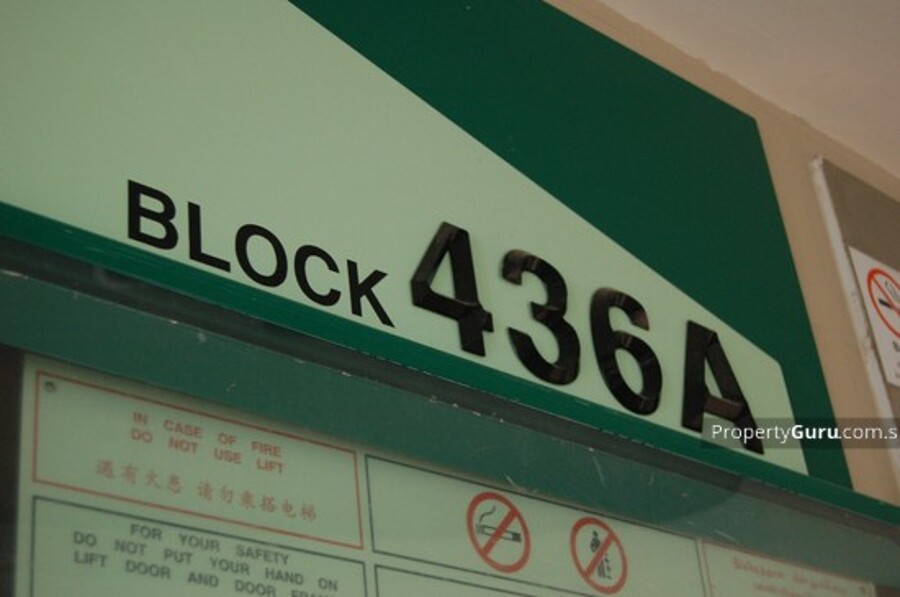 BLOCK 436A
PropertyGuru.com.s
IN CASE OF FIRE
DO NOT USE LIFT
遇有火患 请勿乘搭电梯
FOR YOUR SAFETY
DO NOT PUT YOUR HAND ON
LIFT DOOR AND DOOR